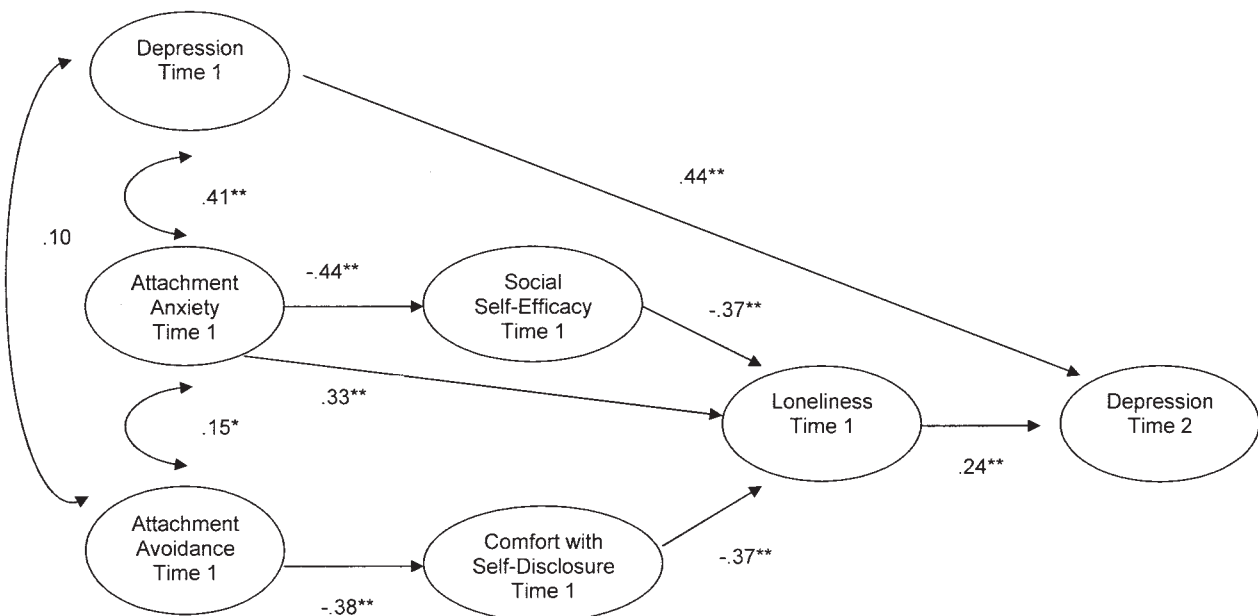 Depression
Time 1
.41**
.44**
.10
Attachment
Anxiety
Time 1
-.44**
Social
Self-Efficacy
Time 1
-.37**
.33**
Loneliness
Time 1
Depression
Time 2
.24**
.15*
Attachment
Avoidance
Time 1
-.38**
Comfort with
Self-Disclosure
Time 1
-.37**